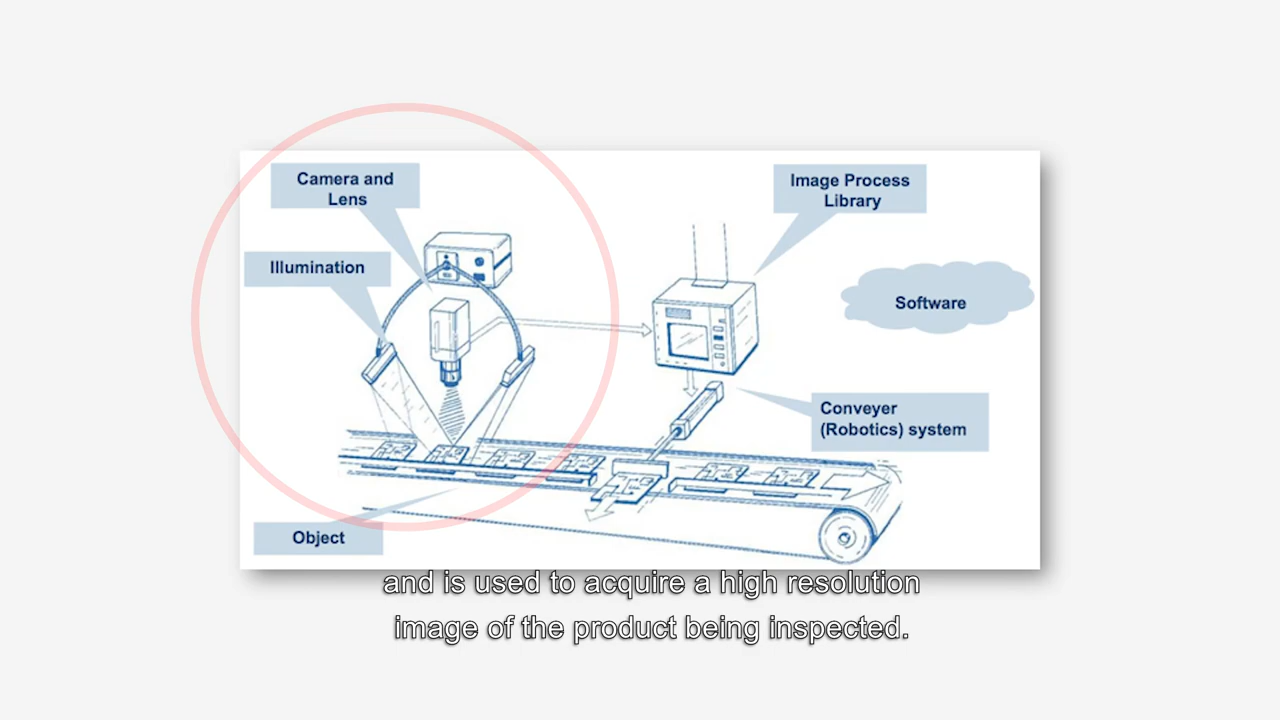 Camera and
Lens
Illumination
Image Process
Library
Software
Conveyer
(Robotics) system
Object
and is used to acquire a high resolution
image of the product being inspected.